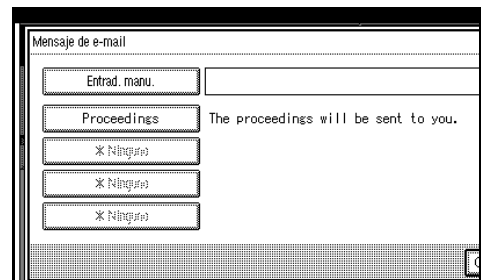 Mensaje de e-mail
Entrad. manu.
Proceedings The proceedings will be sent to you.
* Ninguno
* Ninguno
* Ninguno